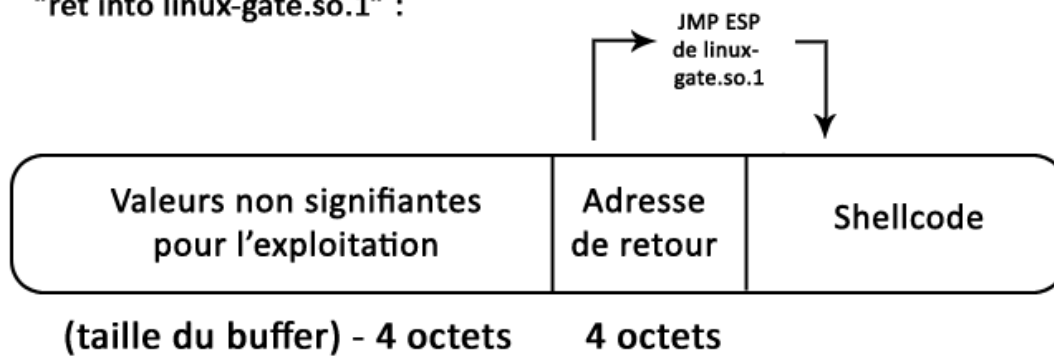 "ret into linux-gate.so.1" :
JMP ESP
de linux-
gate.so.1
Valeurs non signifiantes
pour l'exploitation
Adresse
de retour
Shellcode
(taille du buffer) - 4 octets
4 octets